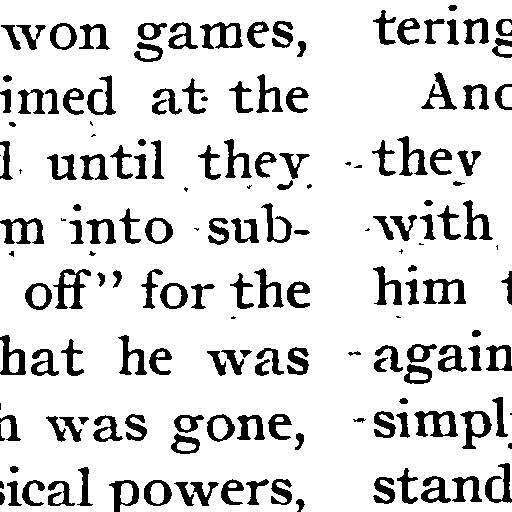 won games,
imed at the
until they
m into sub-
off” for the
hat he was
h was gone,
sical powers,
tering
they
with
him
again
simply
stand